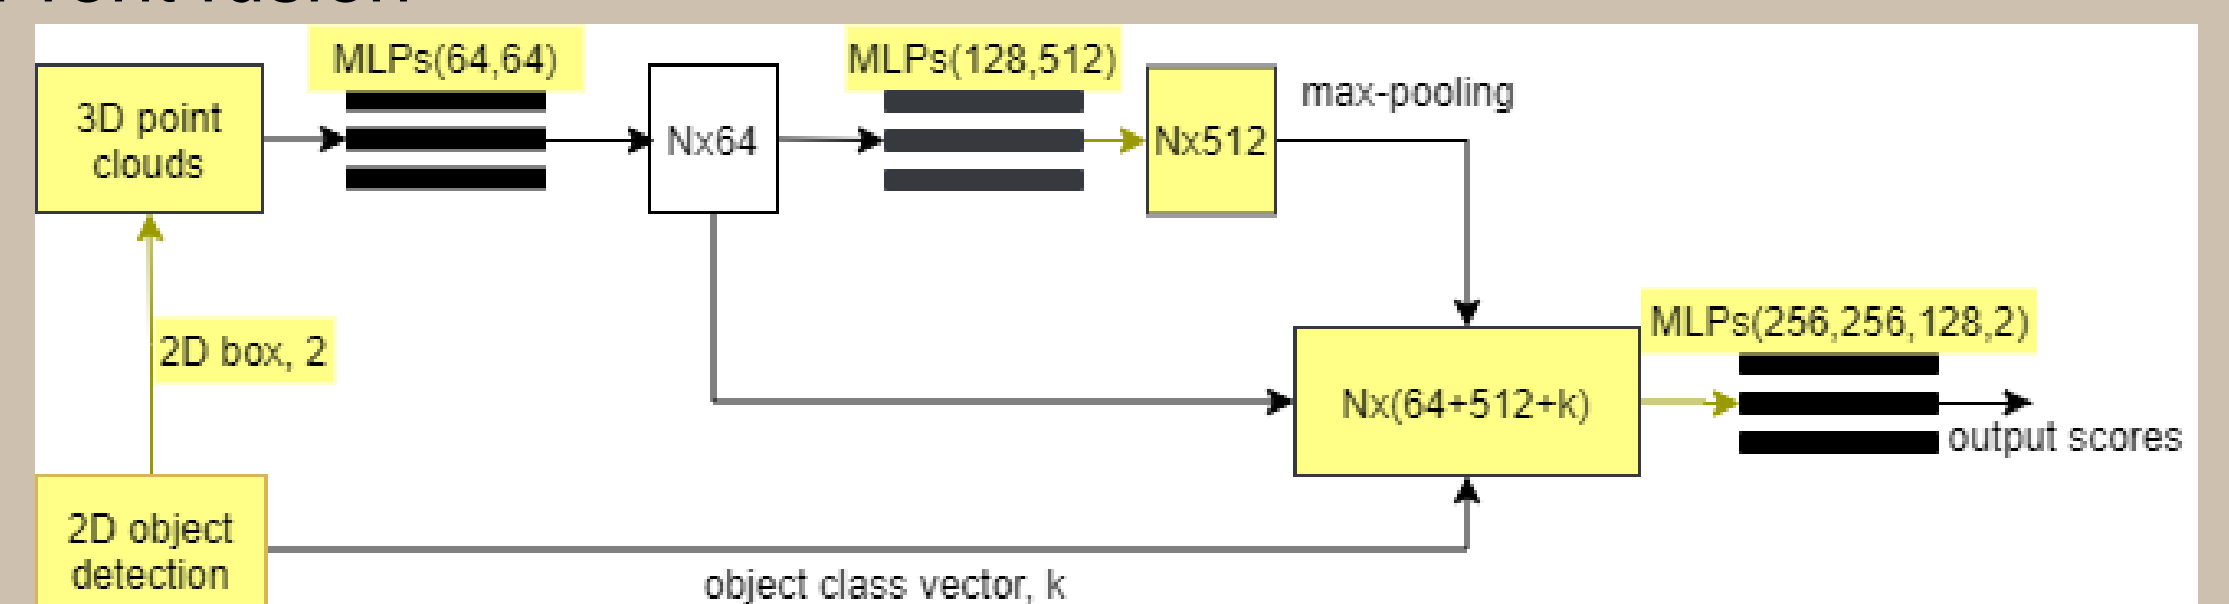 MLPs(64,64)
MLPs(128,512)
max-pooling
3D point
clouds
Nx64
Nx512
2D box, 2
MLPs(256,256,128,2)
Nx(64+512+k)
output scores
2D object
detection
object class vector, k